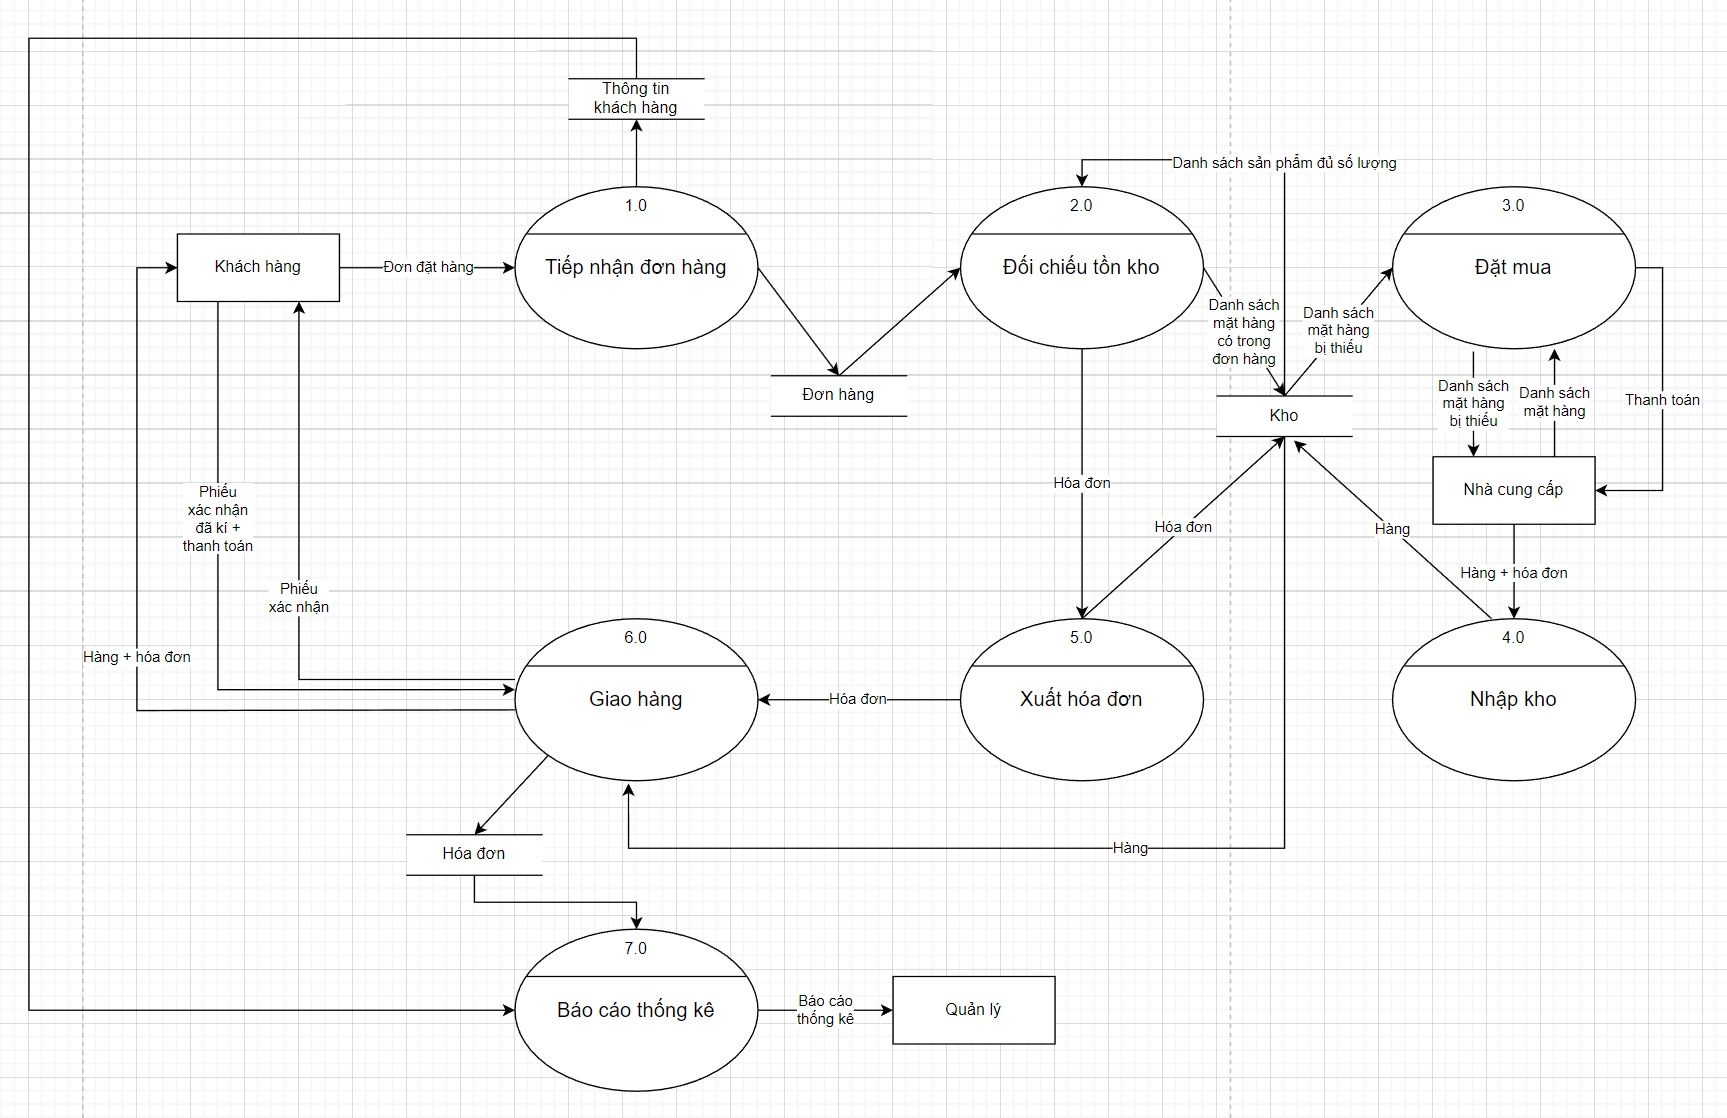 Thông tin
khách hàng
Danh sách sản phẩm đủ số lượng
1.0
2.0
3.0
Khách hàng
Đơn đặt hàng
Tiếp nhận đơn hàng
Đối chiếu tồn kho
Đặt mua
Danh sách
mặt hàng
có trong
đơn hàng
Danh sách
mặt hàng
bị thiếu
Đơn hàng
Kho
Danh sách
mặt hàng
bị thiếu
Danh sách
mặt hàng
Thanh toán
Phiếu
xác nhận
đã kí +
thanh toán
Hóa đơn
Nhà cung cấp
Hóa đơn
Hàng
Hàng + hóa đơn
Phiếu
xác nhận
Hàng + hóa đơn
6.0
5.0
4.0
Giao hàng
Hóa đơn
Xuất hóa đơn
Nhập kho
Hóa đơn
Hàng
7.0
Báo cáo thống kê
Báo cáo
thống kê
Quản lý